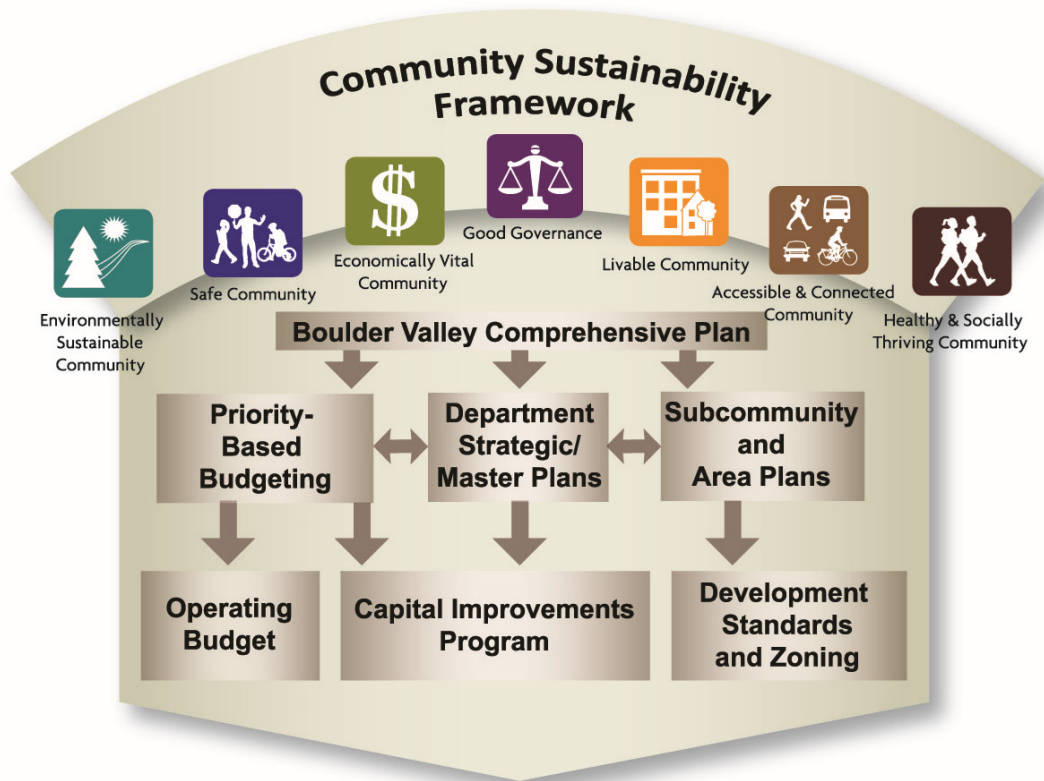 Community Sustainability
Framework
Environmentally
Sustainable
Community
Safe Community
Economically Vital
Community
Good Governance
Livable Community
Accessible & Connected
Community
Healthy & Socially
Thriving Community
Boulder Valley Comprehensive Plan
Priority-
Based
Budgeting
Department
Strategic/
Master Plans
Subcommunity
and
Area Plans
Operating
Budget
Capital Improvements
Program
Development
Standards
and Zoning